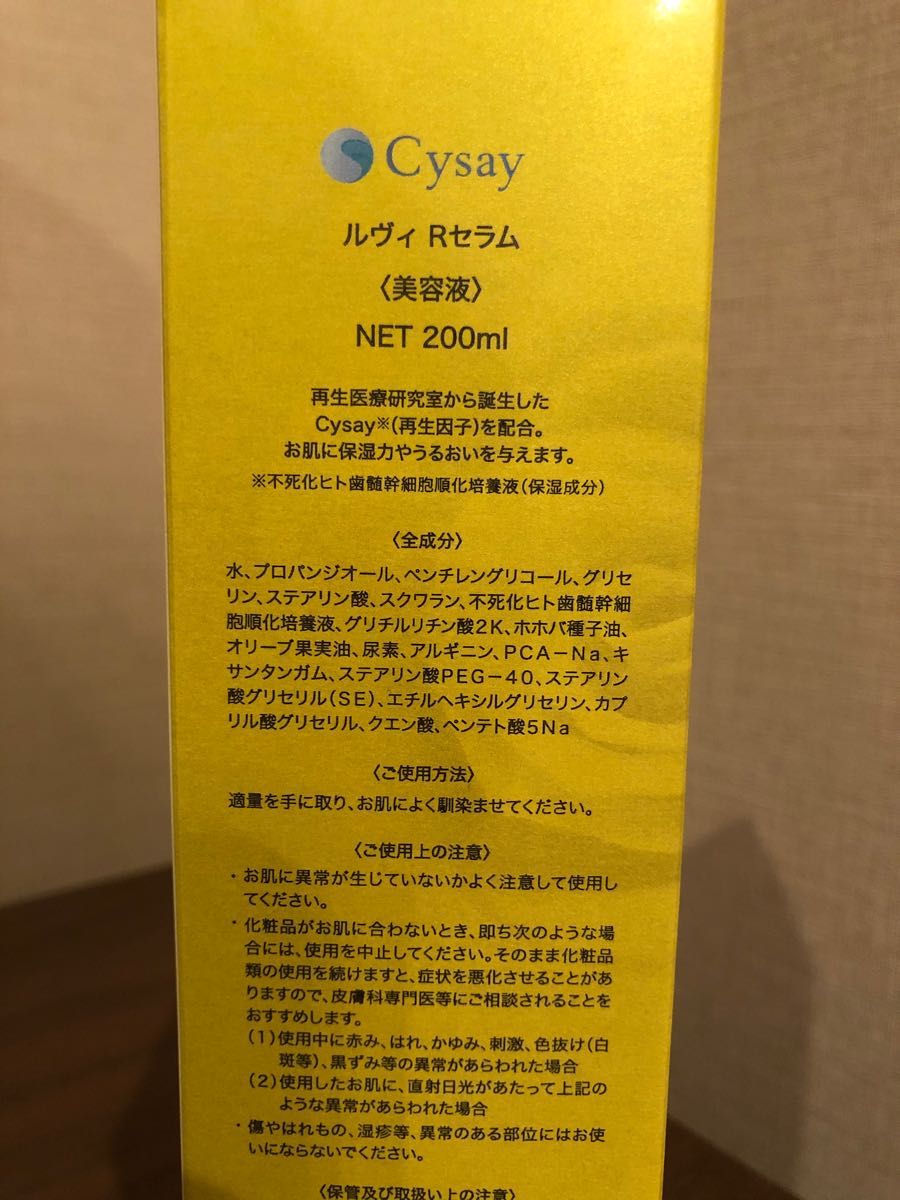 Cysay
ルヴィ Rセラム
〈美容液〉
NET 200ml
再生医療研究室から誕生した
Cysay※(再生因子)を配合。
お肌に保湿力やうるおいを与えます。
※不死化ヒト歯髄幹細胞順化培養液(保湿成分)
〈全成分〉
水、プロパンジオール、ペンチレングリコール、グリセ
リン、ステアリン酸、スクワラン、不死化ヒト歯髄幹細
胞順化培養液、グリチルリチン酸2K、ホホバ種子油、
オリーブ果実油、尿素、アルギニン、PCA-Na、キ
サンタンガム、ステアリン酸PEG-40、ステアリン
酸グリセリル(SE)、エチルヘキシルグリセリン、カプ
リル酸グリセリル、クエン酸、ペンテト酸5Na
〈ご使用方法〉
適量を手に取り、お肌によく馴染ませてください。
〈ご使用上の注意〉
・お肌に異常が生じていないかよく注意して使用し
てください。
・化粧品がお肌に合わないとき、即ち次のような場
合には、使用を中止してください。そのまま化粧品
類の使用を続けますと、症状を悪化させることがあ
りますので、皮膚科専門医等にご相談されることを
おすすめします。
(1)使用中に赤み、はれ、かゆみ、刺激、色抜け(白
斑等)、黒ずみ等の異常があらわれた場合
(2)使用したお肌に、直射日光があたって上記の
ような異常があらわれた場合
・傷やはれもの、湿疹等、異常のある部位にはお使
いにならないでください。
〈保管及び取扱い上の注意〉